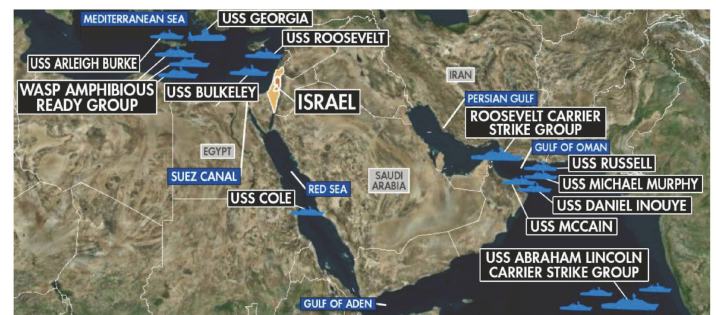 MEDITERRANEAN SEA
USS GEORGIA
USS ROOSEVELT
USS ARLEIGH BURKE
WASP AMPHIBIOUS
READY GROUP
USS BULKELEY
ISRAEL
IRAN
PERSIAN GULF
ROOSEVELT CARRIER
STRIKE GROUP
EGYPT
GULF OF OMAN
USS RUSSELL
SUEZ CANAL
RED SEA
SAUDI
ARABIA
USS MICHAEL MURPHY
USS COLE
USS DANIEL INOUYE
USS MCCAIN
USS ABRAHAM LINCOLN
CARRIER STRIKE GROUP
GULF OF ADEN